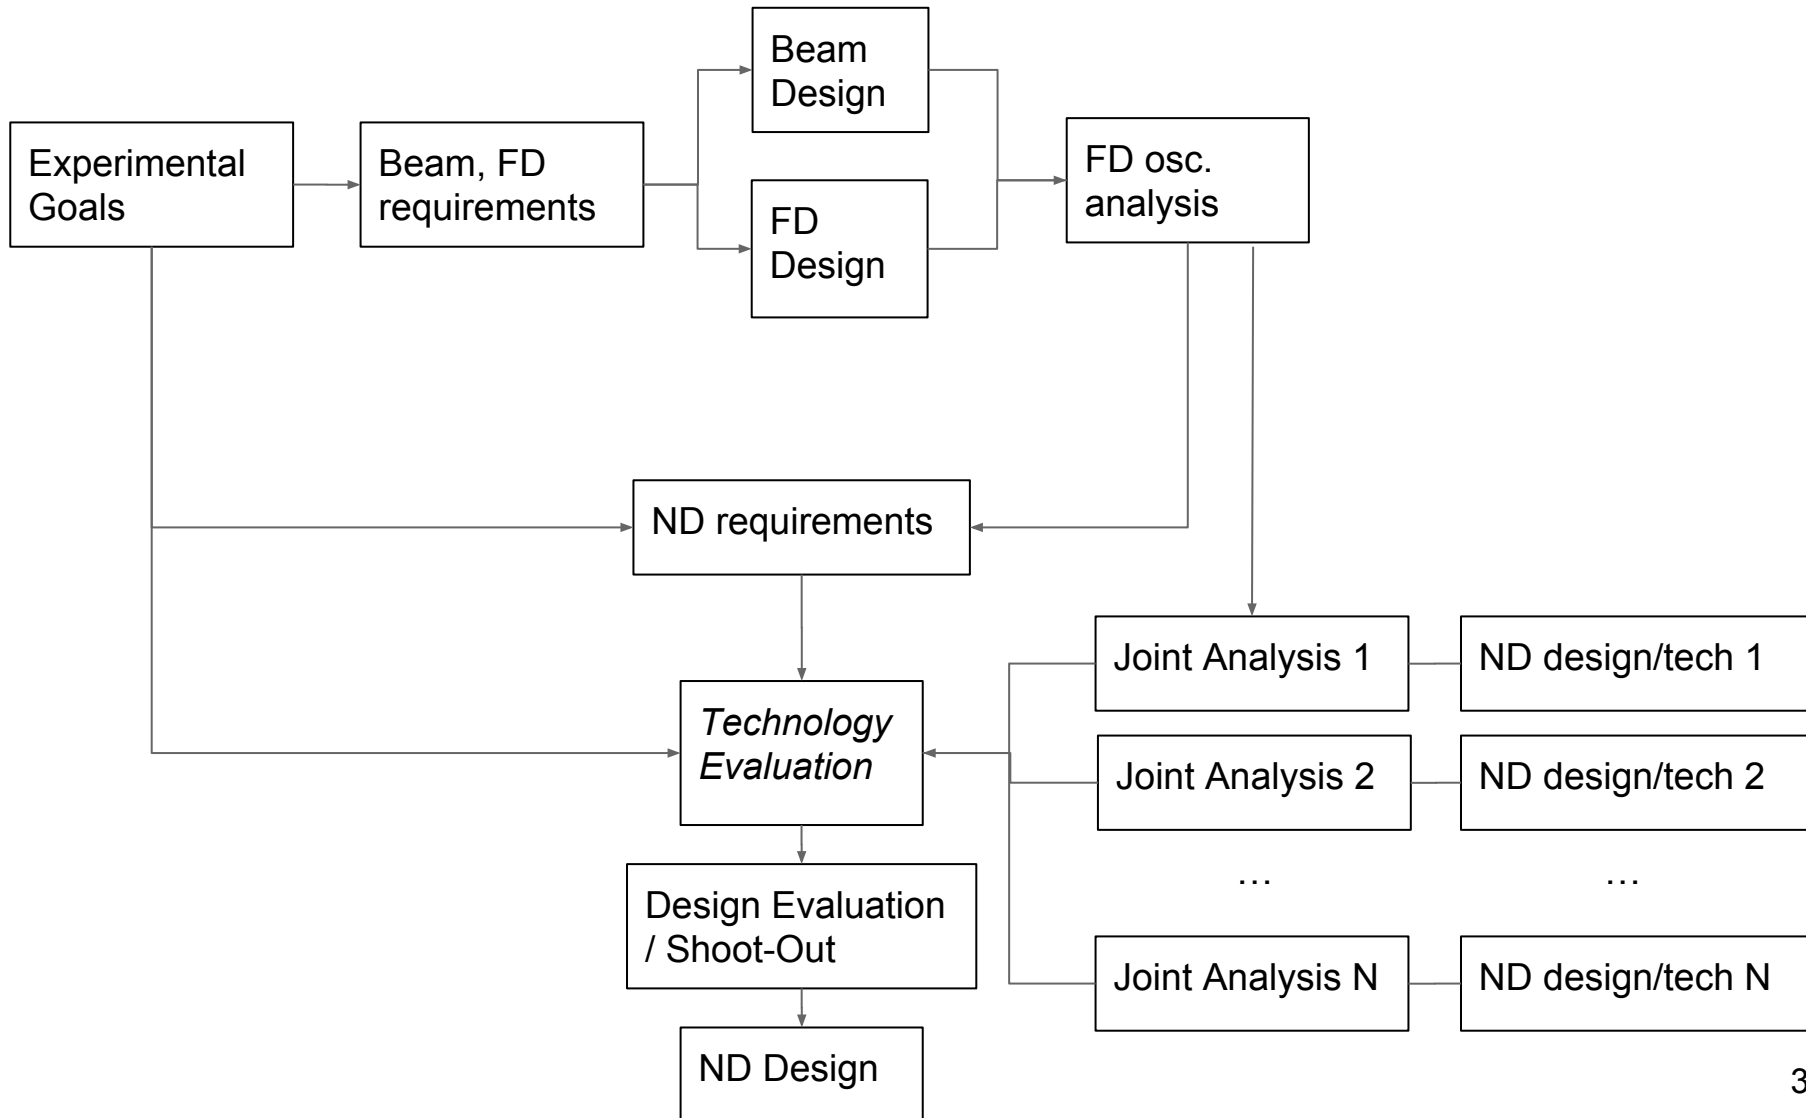 Beam
Design
Experimental
Goals
Beam, FD
requirements
FD
Design
FD osc.
analysis
ND requirements
Joint Analysis 1
ND design/tech 1
Technology
Evaluation
Joint Analysis 2
ND design/tech 2
…
…
Design Evaluation
/ Shoot-Out
Joint Analysis N
ND design/tech N
ND Design
3